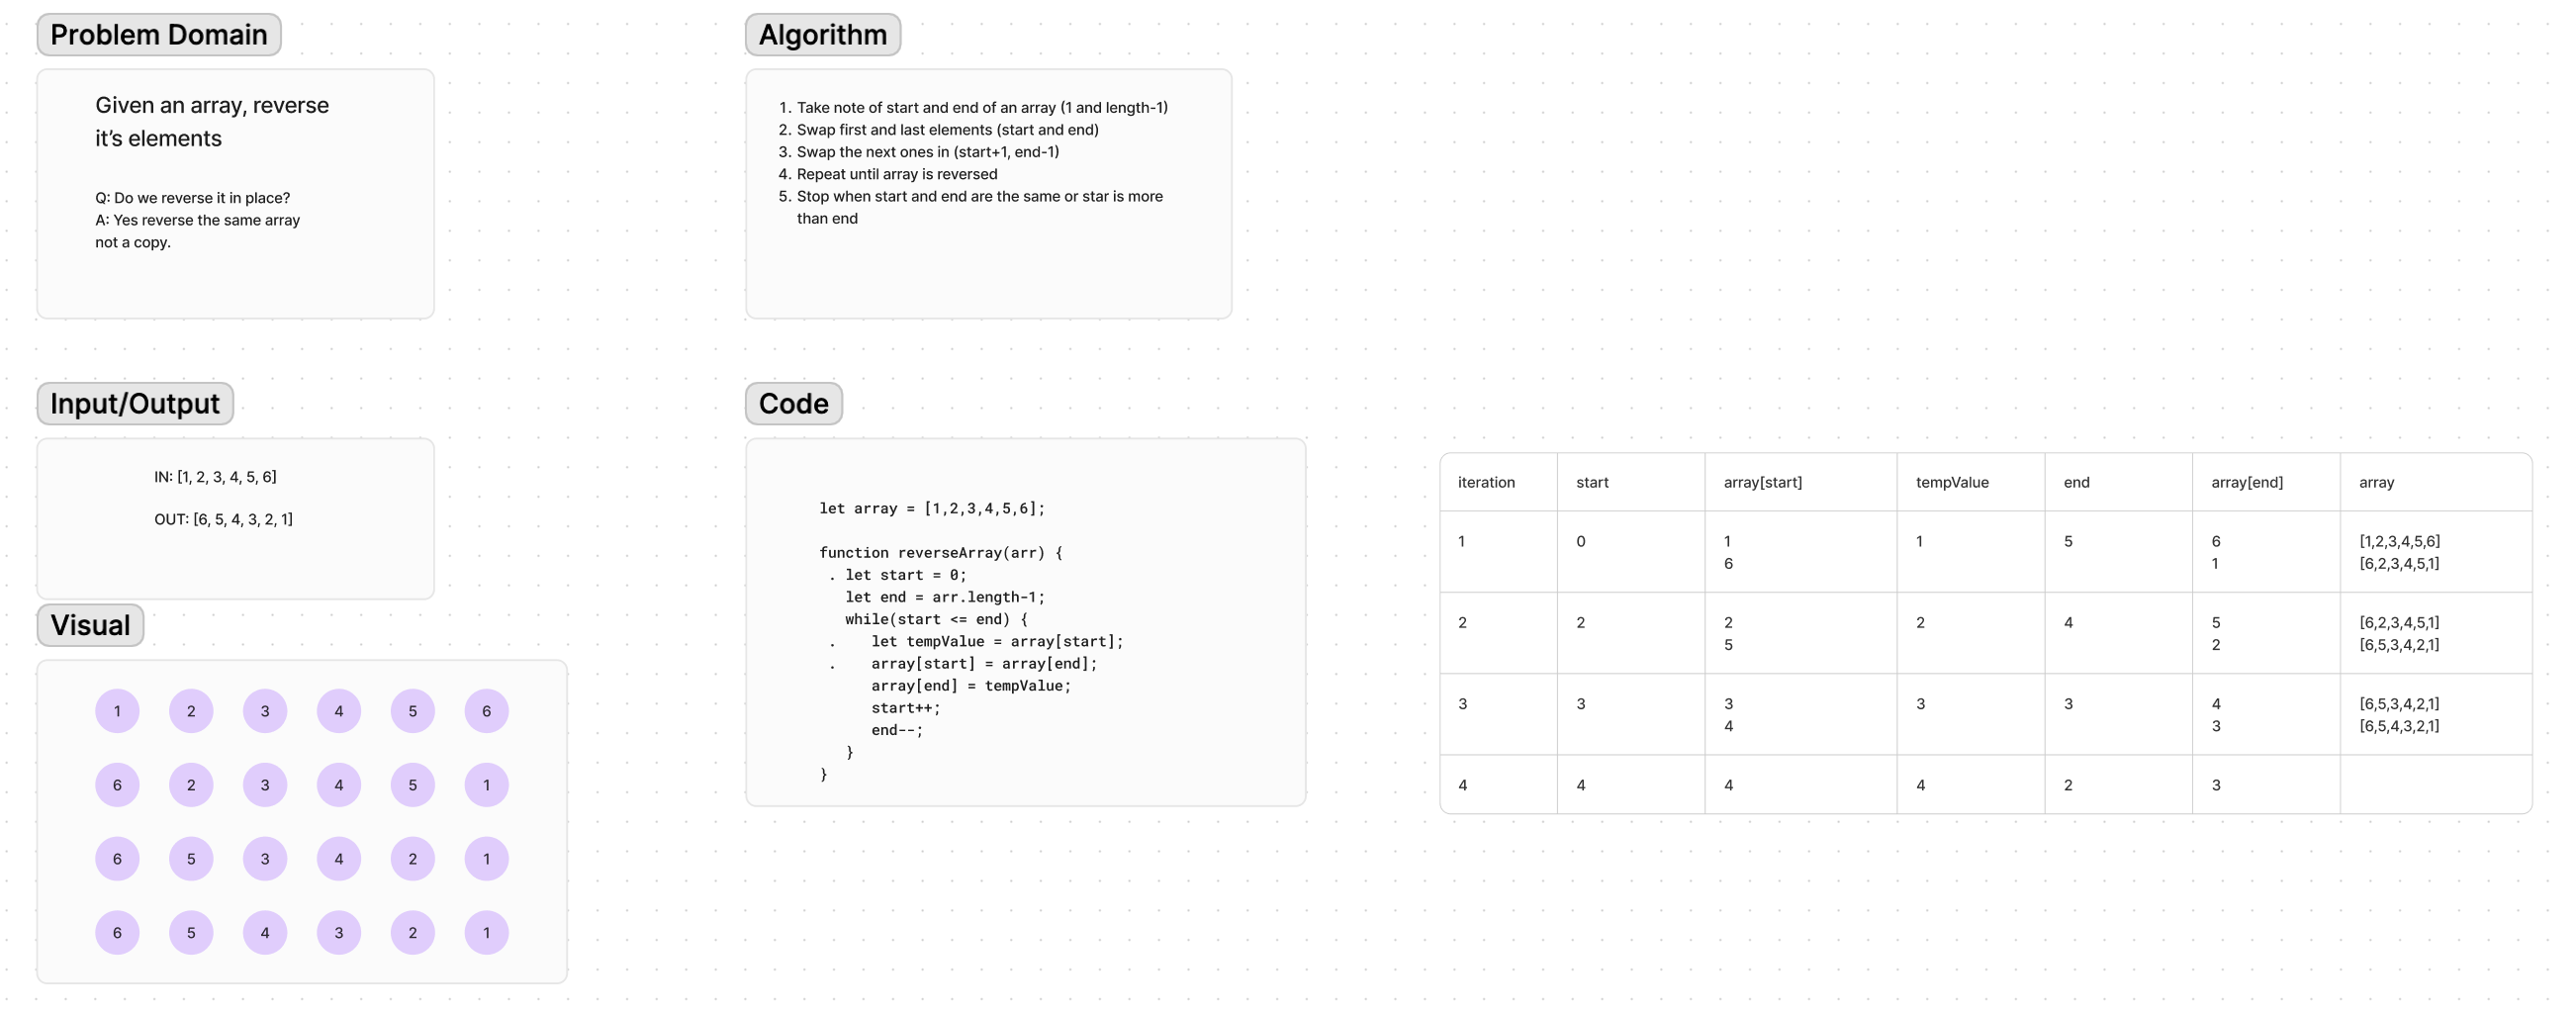 Problem Domain
Given an array, reverse
it’s elements
Q: Do we reverse it in place?
A: Yes reverse the same array
not a copy.
Algorithm
1. Take note of start and end of an array (1 and length-1)
2. Swap first and last elements (start and end)
3. Swap the next ones in (start+1, end-1)
4. Repeat until array is reversed
5. Stop when start and end are the same or star is more
than end
Input/Output
IN: [1, 2, 3, 4, 5, 6]
OUT: [6, 5, 4, 3, 2, 1]
Visual
1 2 3 4 5 6
6 2 3 4 5 1
6 5 3 4 2 1
6 5 4 3 2 1
Code
let array = [1,2,3,4,5,6];
function reverseArray(arr) {
. let start = 0;
let end = arr.length-1;
while(start <= end) {
. let tempValue = array[start];
. array[start] = array[end];
array[end] = tempValue;
start++;
end--;
}
}
iteration start array[start] tempValue end array[end] array
1 0 1 1 5 6 [1,2,3,4,5,6]
6 1 [6,2,3,4,5,1]
2 2 2 2 4 5 [6,2,3,4,5,1]
5 2 [6,5,3,4,2,1]
3 3 3 3 3 4 [6,5,3,4,2,1]
4 3 [6,5,4,3,2,1]
4 4 4 4 2 3